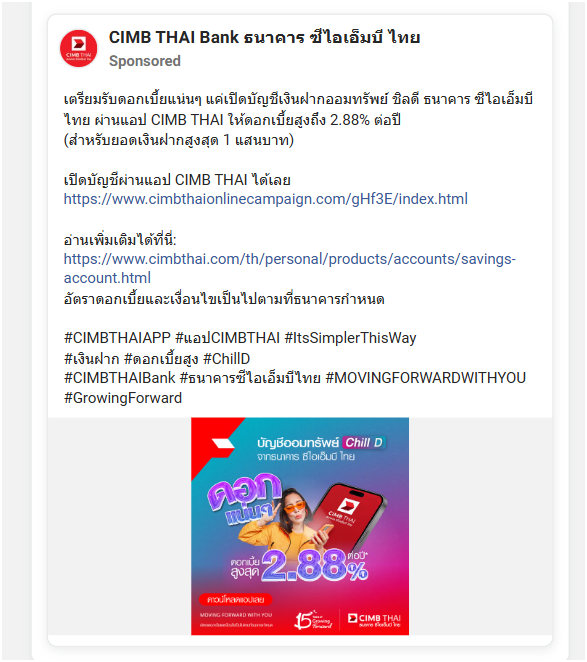 CIMB THAI Bank ธนาคาร ซีไอเอ็มบี ไทย
CIMB THAI
Sponsored
เตรียมรับดอกเบี้ยแน่นๆ แค่เปิดบัญชีเงินฝากออมทรัพย์ ชิลดี ธนาคาร ซีไอเอ็มบี
ไทย ผ่านแอป CIMB THAI ให้ดอกเบี้ยสูงถึง 2.88% ต่อปี
(สำหรับยอดเงินฝากสูงสุด 1 แสนบาท)
เปิดบัญชีผ่านแอป CIMB THAI ได้เลย
https://www.cimbthaionlinecampaign.com/gHf3E/index.html
อ่านเพิ่มเติมได้ที่นี่:
https://www.cimbthai.com/th/personal/products/accounts/savings-
account.html
อัตราดอกเบี้ยและเงื่อนไขเป็นไปตามที่ธนาคารกำหนด
#CIMBTHAIAPP #แอปCIMBTHAI #ItsSimplerThisWay
#เงินฝาก #ดอกเบี้ยสูง #ChillD
#CIMBTHAIBank #ธนาคารซีไอเอ็มบีไทย #MOVINGFORWARDWITHYOU
#GrowingForward
บัญชีออมทรัพย์ Chill D
จากธนาคาร ซีไอเอ็มบี ไทย
ดอก
แน่นๆ
CIMB THAI
ดอกเบี้ย
สูงสุด 2.88% ต่อปี*
ดาวน์โหลดแอปเลย
MOVING FORWARD WITH YOU
15 Years of Growing Forward
CIMB THAI
ธนาคาร ซีไอเอ็มบี ไทย